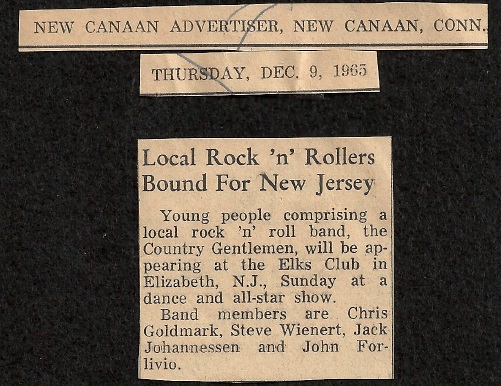 NEW CANAAN ADVERTISER, NEW CANAAN, CONN.
THURSDAY, DEC. 9, 1965
Local Rock 'n' Rollers
Bound For New Jersey
Young people comprising a
local rock 'n' roll band, the
Country Gentlemen, will be ap-
pearing at the Elks Club in
Elizabeth, N.J., Sunday at a
dance and all-star show.
Band members are Chris
Goldmark, Steve Wienert, Jack
Johannessen and John For-
livio.